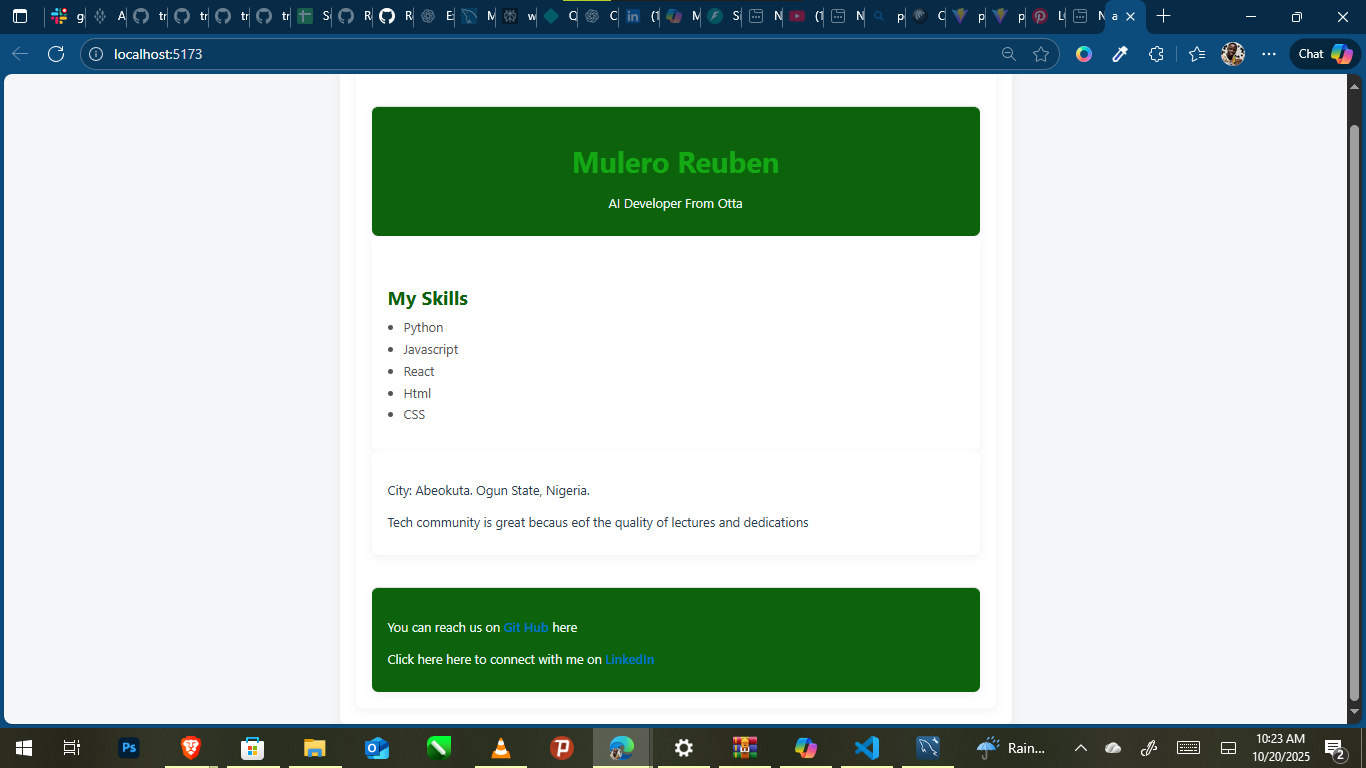 localhost:5173
Chat
Mulero Reuben
AI Developer From Otta
My Skills
Python
Javascript
React
Html
CSS
City: Abeokuta. Ogun State, Nigeria.
Tech community is great becaus eof the quality of lectures and dedications
You can reach us on Git Hub here
Click here here to connect with me on LinkedIn
Ps
Rain...
10:23 AM
10/20/2025
2